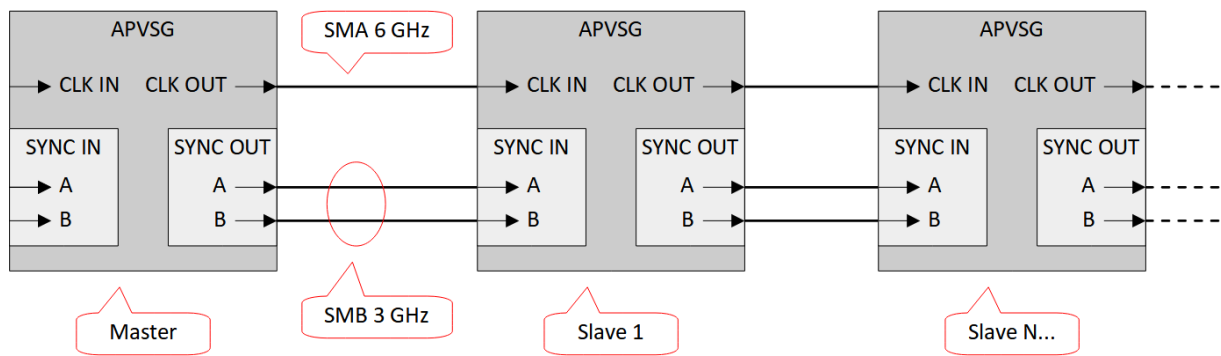 APVSG
SMA 6 GHz
APVSG
APVSG
CLK IN
CLK OUT
CLK IN
CLK OUT
CLK IN
CLK OUT
SYNC IN
SYNC OUT
SYNC IN
SYNC OUT
SYNC IN
SYNC OUT
A
A
A
A
A
A
B
B
B
B
B
B
Master
SMB 3 GHz
Slave 1
Slave N...